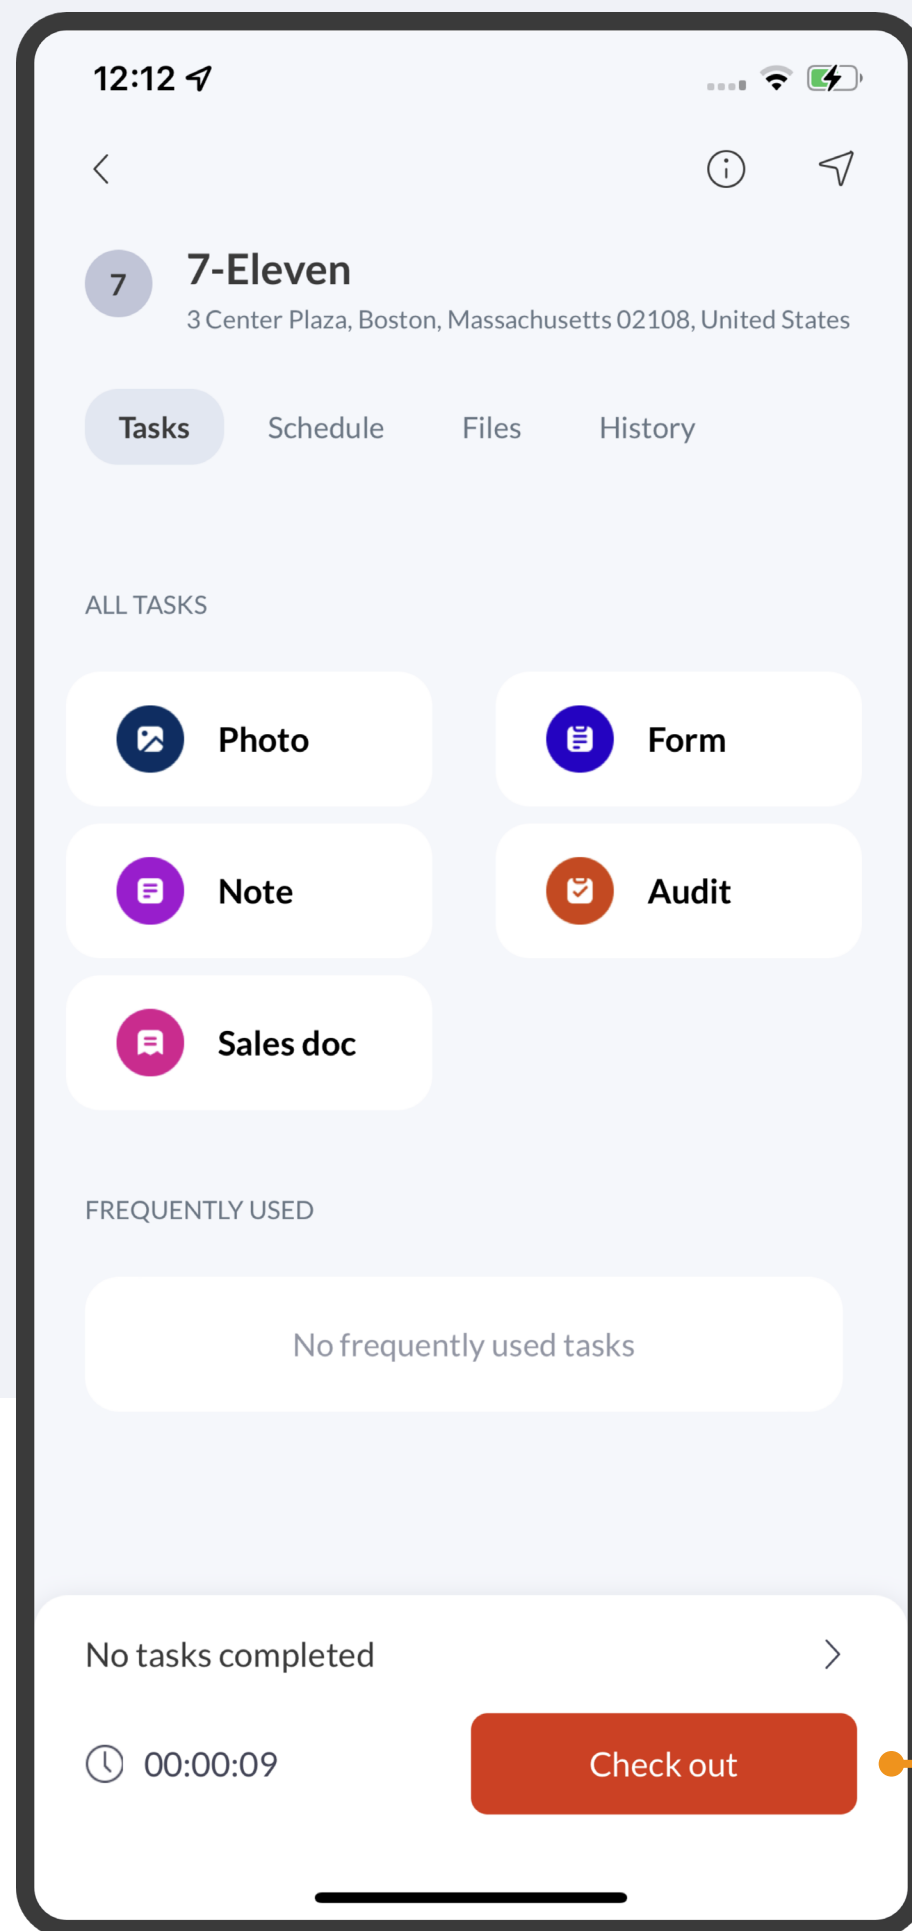 12:12
7
7-Eleven
3 Center Plaza, Boston, Massachusetts 02108, United States
Tasks Schedule Files History
ALL TASKS
Photo Form
Note Audit
Sales doc
FREQUENTLY USED
No frequently used tasks
No tasks completed
00:00:09 Check out